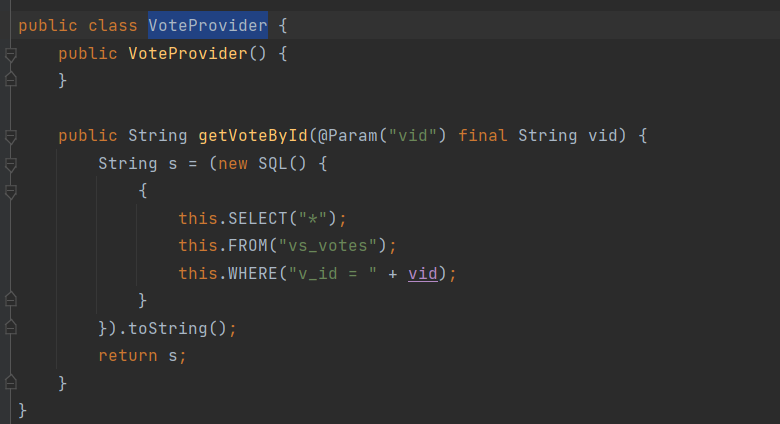 public class VoteProvider {
    public VoteProvider() {
    }

    public String getVoteById(@Param("vid") final String vid) {
        String s = (new SQL() {
            {
                this.SELECT("*");
                this.FROM("vs_votes");
                this.WHERE("v_id = " + vid);
            }
        }).toString();
        return s;
    }
}